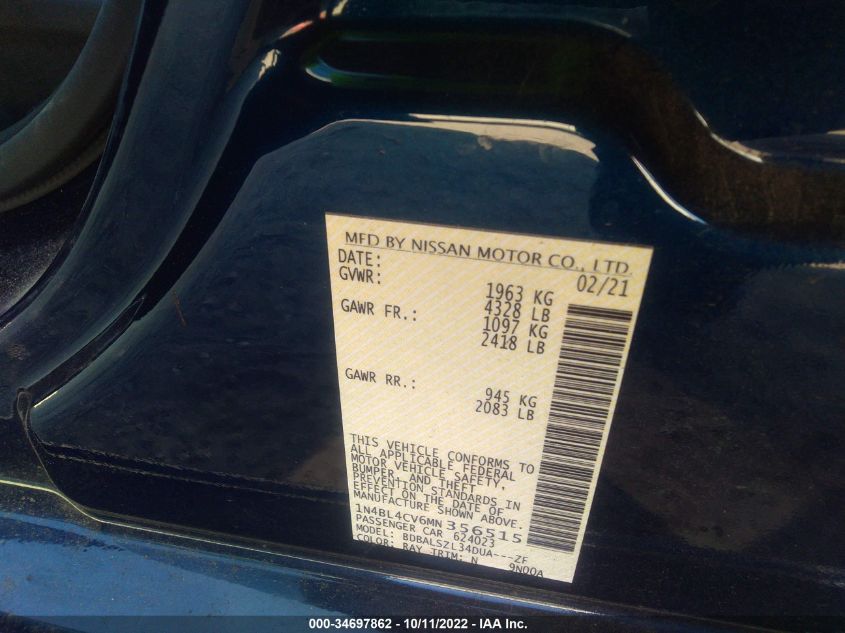 MFD BY NISSAN MOTOR CO., LTD
DATE: 02/21
GVWR: 1963 KG
4328 LB
GAWR FR.: 1097 KG
2418 LB
GAWR RR.: 945 KG
2083 LB
THIS VEHICLE CONFORMS TO
ALL APPLICABLE FEDERAL
MOTOR VEHICLE SAFETY,
BUMPER, AND THEFT
PREVENTION STANDARDS IN
EFFECT ON THE DATE OF
MANUFACTURE SHOWN ABOVE.
1N4BL4CV6MN356515
PASSENGER CAR 624023
MODEL: BDBALSZL34DUA---ZF
COLOR: RAY TRIM: N 9N00A
000-34697862 - 10/11/2022 - IAA Inc.